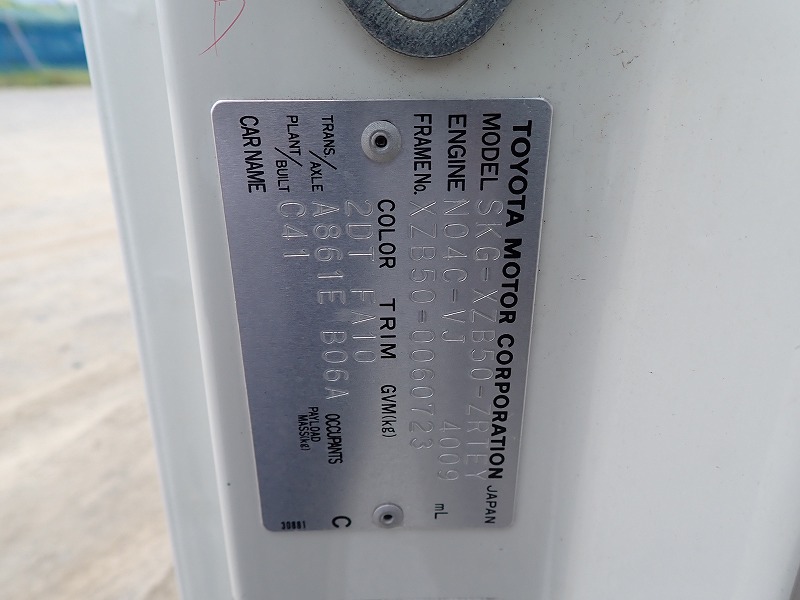 TOYOTA MOTOR CORPORATION JAPAN
MODEL SKG-XZB50-ZRTEY
ENGINE N04C-VJ 4009 mL
FRAME No. XZB50-0060723
COLOR TRIM GVM(kg)
2DT FA10
TRANS/AXLE A861E B06A OCCUPANTS
PLANT/BUILT C41 PAYLOAD MASS(kg)
CAR NAME
C
30881